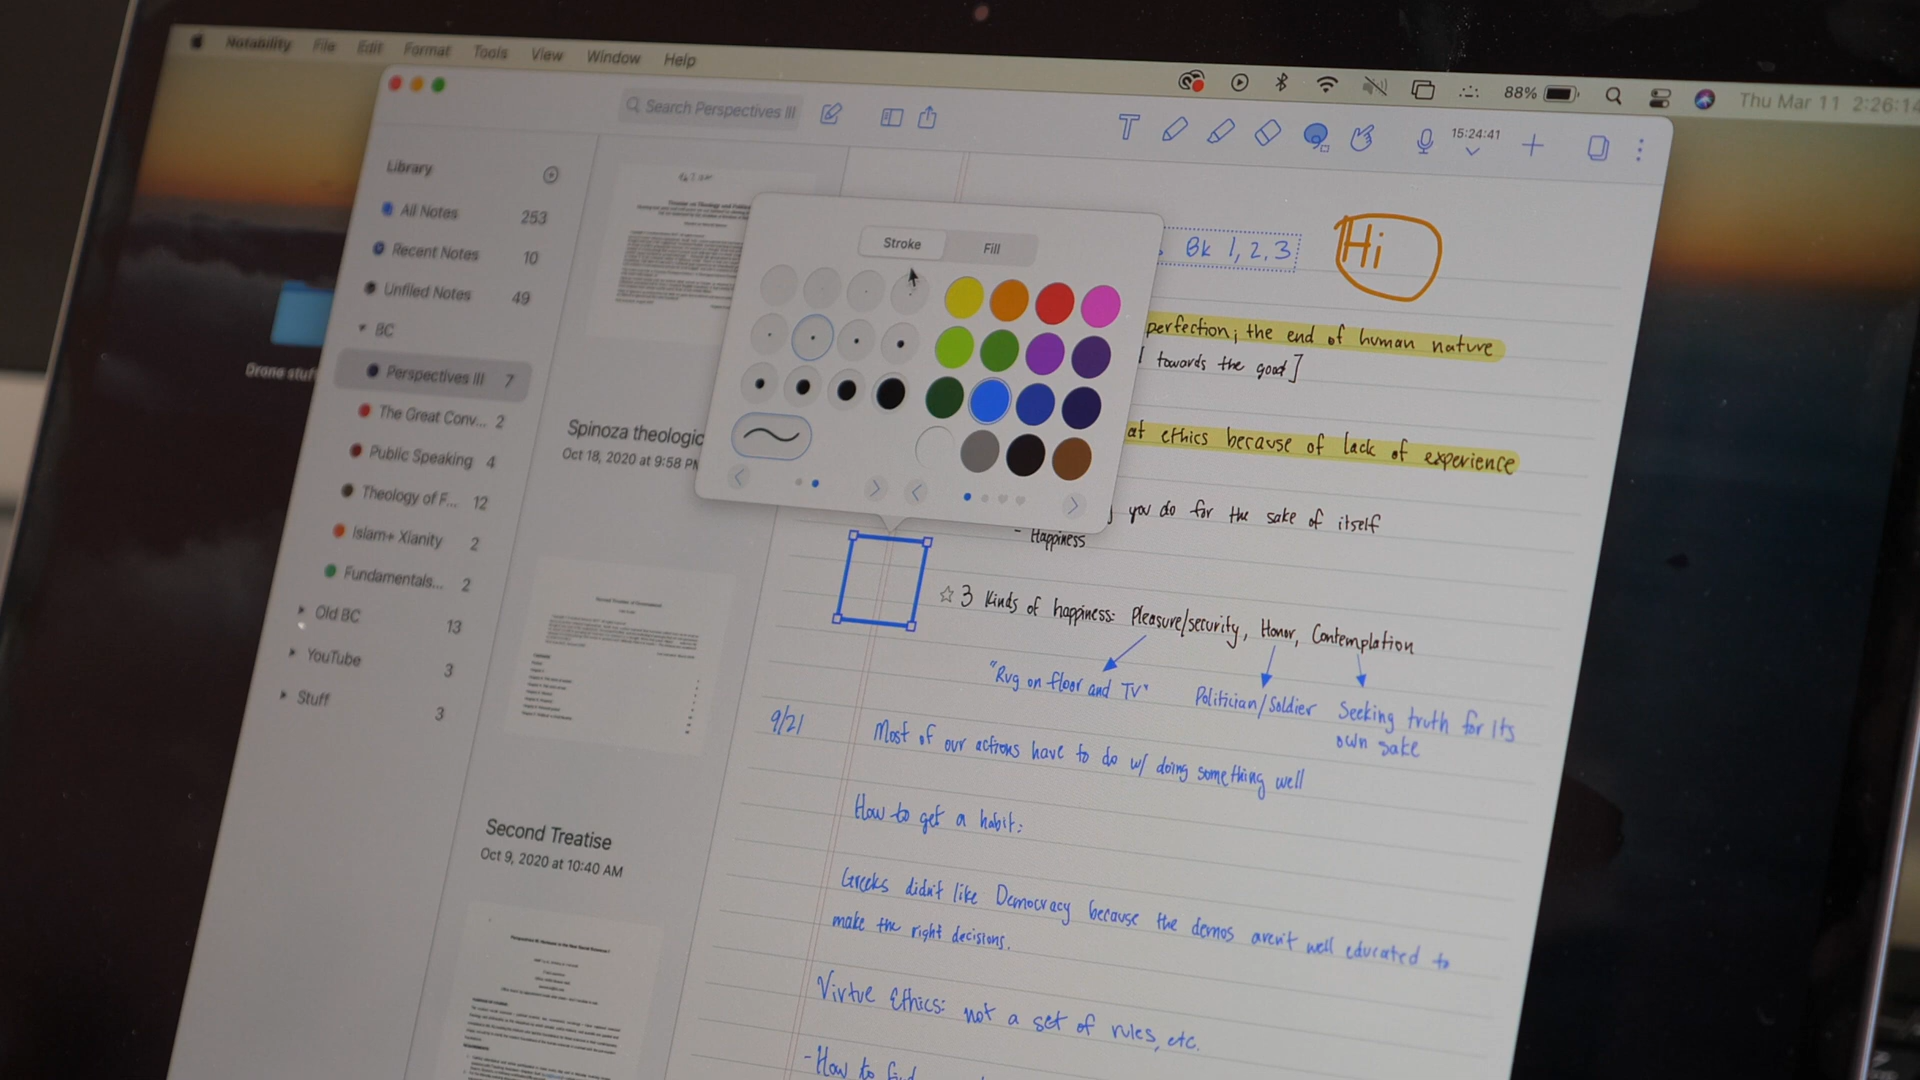 Notability File Edit Format Tools View Window Help
88% Thu Mar 11 2:26:14
Search Perspectives III
15:24:41
Library
All Notes 253
Recent Notes 10
Unfiled Notes 49
BC
Perspectives III 7
The Great Conv... 2
Public Speaking 4
Theology of F... 12
Islam+ Xianity 2
Fundamentals... 2
Old BC 13
YouTube 3
Stuff 3
Drone stuf
Spinoza theologic
Oct 18, 2020 at 9:58 PM
Second Treatise
Oct 9, 2020 at 10:40 AM
Stroke Fill
Bk 1, 2, 3
Hi
perfection; the end of human nature
towards the good]
at ethics because of lack of experience
you do for the sake of itself
- Happiness
☆ 3 kinds of happiness: Pleasure/security, Honor, Contemplation
"Rug on floor and TV"
Politician/Soldier
Seeking truth for its
own sake
9/21 Most of our actions have to do w/ doing something well
How to get a habit:
Greeks didn't like Democracy because the demos aren't well educated to
make the right decisions.
Virtue Ethics: not a set of rules, etc.
-How to find